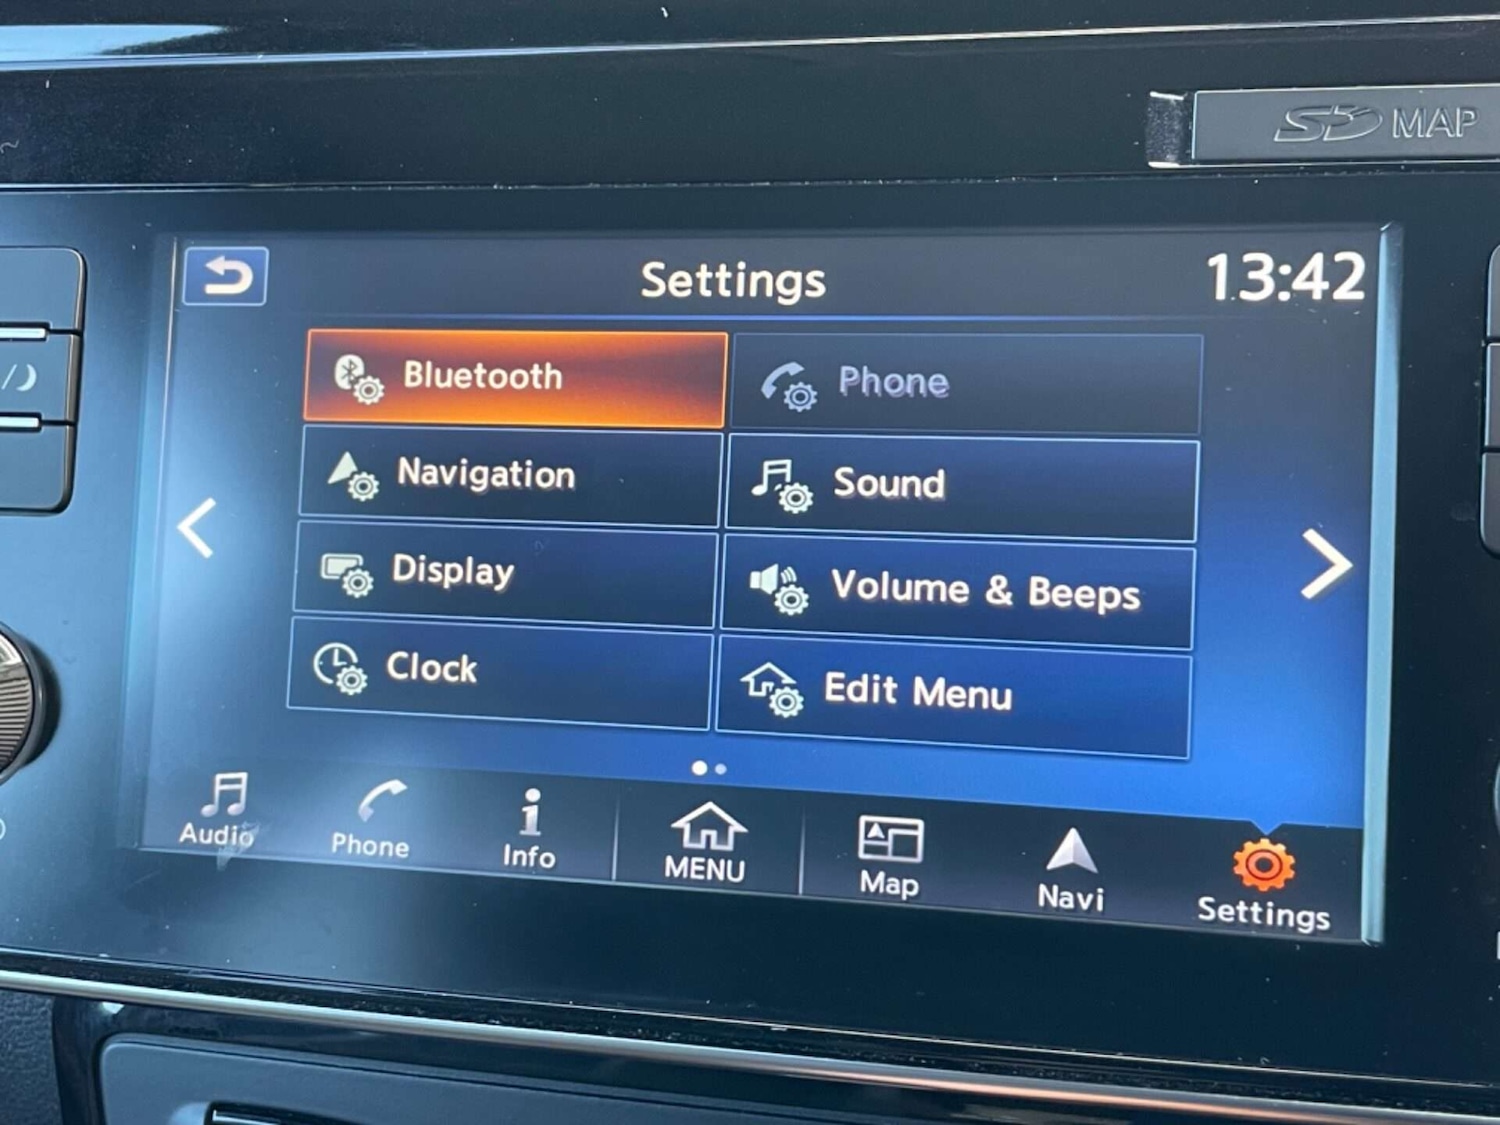 SD MAP
Settings
13:42
Bluetooth
Phone
Navigation
Sound
Display
Volume & Beeps
Clock
Edit Menu
Audio
Phone
Info
MENU
Map
Navi
Settings